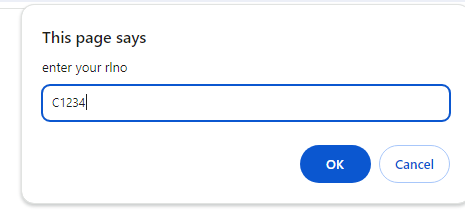 This page says
enter your rlno
C1234
OK Cancel